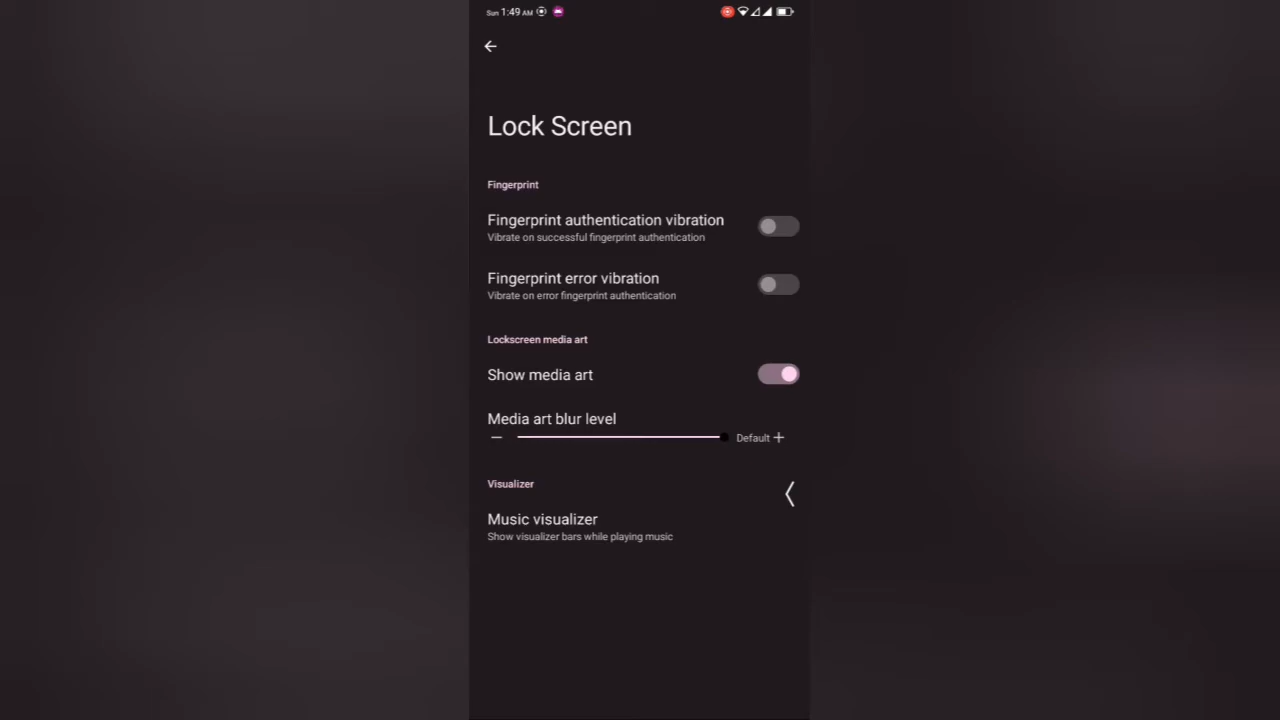 Sun 1:49 AM
Lock Screen
Fingerprint
Fingerprint authentication vibration
Vibrate on successful fingerprint authentication
Fingerprint error vibration
Vibrate on error fingerprint authentication
Lockscreen media art
Show media art
Media art blur level
Default
Visualizer
Music visualizer
Show visualizer bars while playing music